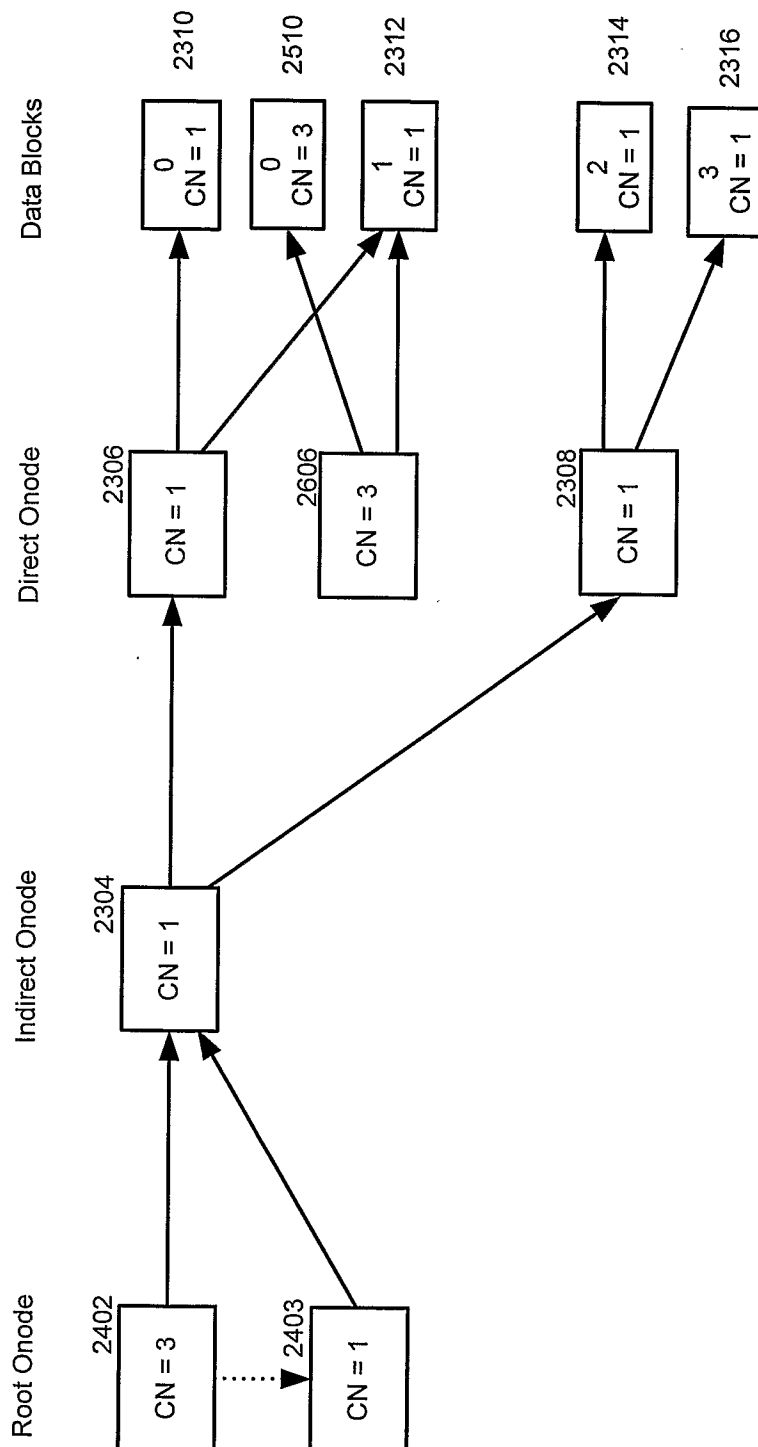 Root Onode
Indirect Onode
Direct Onode
Data Blocks
2402
CN = 3
2403
CN = 1
2304
CN = 1
2306
CN = 1
2606
CN = 3
2308
CN = 1
0
CN = 1
2310
0
CN = 3
2510
1
CN = 1
2312
2
CN = 1
2314
3
CN = 1
2316